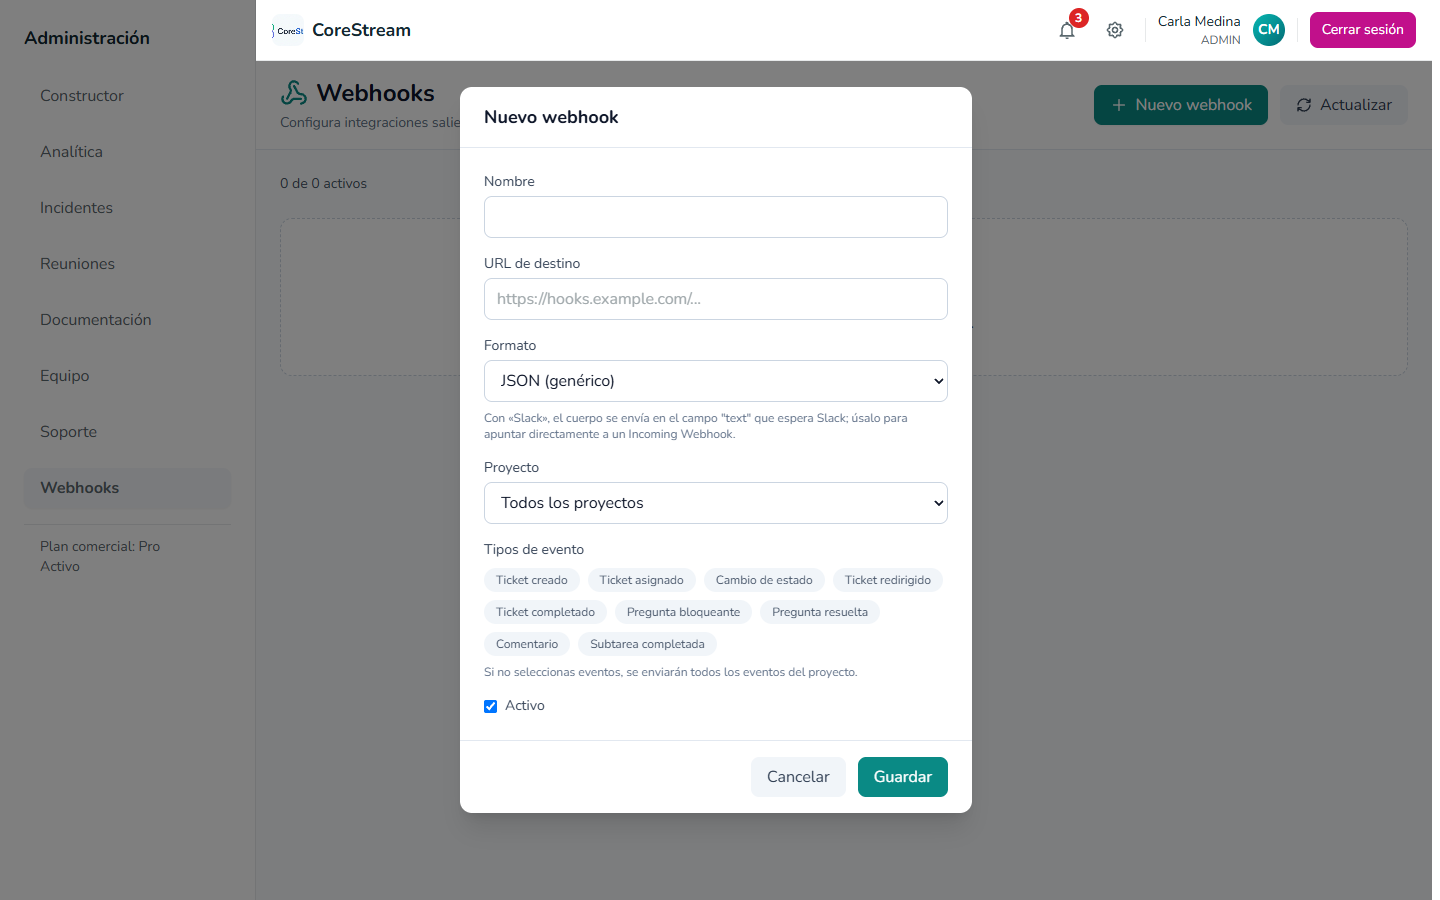 Administración
Constructor
Analítica
Incidentes
Reuniones
Documentación
Equipo
Soporte
Webhooks
Plan comercial: Pro
Activo
CoreSt
CoreStream
3
Carla Medina
ADMIN
CM
Cerrar sesión
Webhooks
Configura integraciones salie
Nuevo webhook
Actualizar
0 de 0 activos
Nuevo webhook
Nombre
URL de destino
https://hooks.example.com/...
Formato
JSON (genérico)
Con «Slack», el cuerpo se envía en el campo "text" que espera Slack; úsalo para
apuntar directamente a un Incoming Webhook.
Proyecto
Todos los proyectos
Tipos de evento
Ticket creado
Ticket asignado
Cambio de estado
Ticket redirigido
Ticket completado
Pregunta bloqueante
Pregunta resuelta
Comentario
Subtarea completada
Si no seleccionas eventos, se enviarán todos los eventos del proyecto.
Activo
Cancelar
Guardar